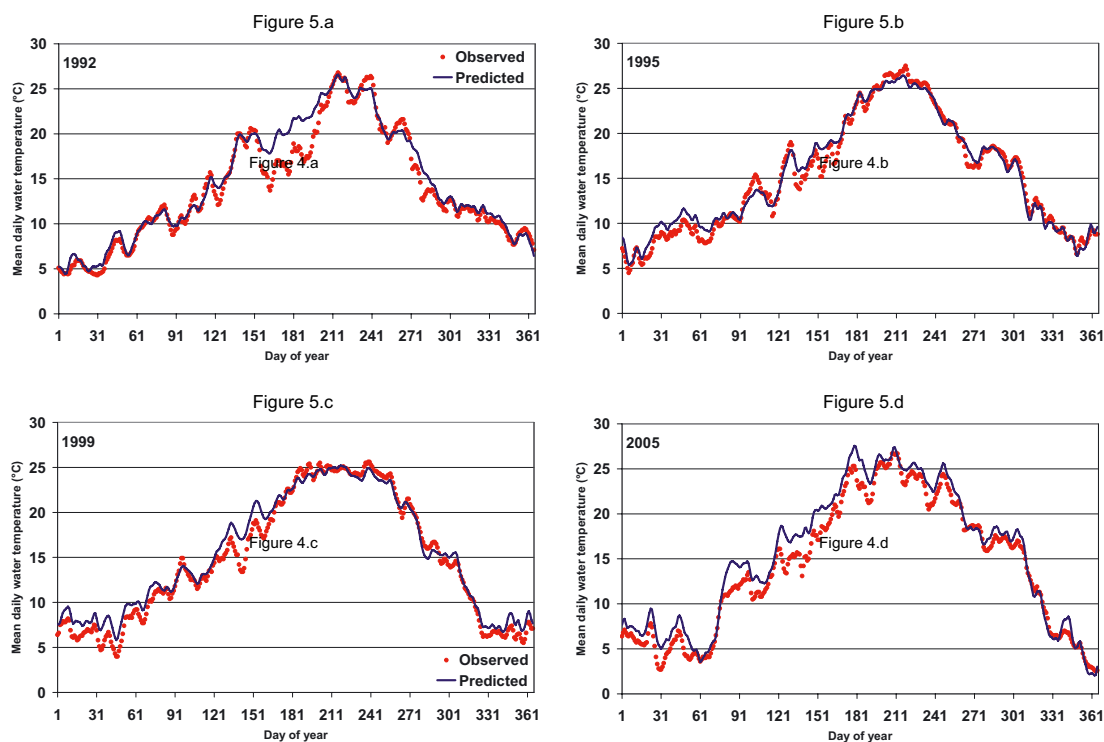 Figure 5.a
30
25
20
15
10
5
0
Mean daily water temperature (°C)
1992
Observed
Predicted
Figure 4.a
1 31 61 91 121 151 181 211 241 271 301 331 361
Day of year
Figure 5.b
30
25
20
15
10
5
0
Mean daily water temperature (°C)
1995
Figure 4.b
1 31 61 91 121 151 181 211 241 271 301 331 361
Day of year
Figure 5.c
30
25
20
15
10
5
0
Mean daily water temperature (°C)
1999
Figure 4.c
Observed
Predicted
1 31 61 91 121 151 181 211 241 271 301 331 361
Day of year
Figure 5.d
30
25
20
15
10
5
0
Mean daily water temperature (°C)
2005
Figure 4.d
1 31 61 91 121 151 181 211 241 271 301 331 361
Day of year